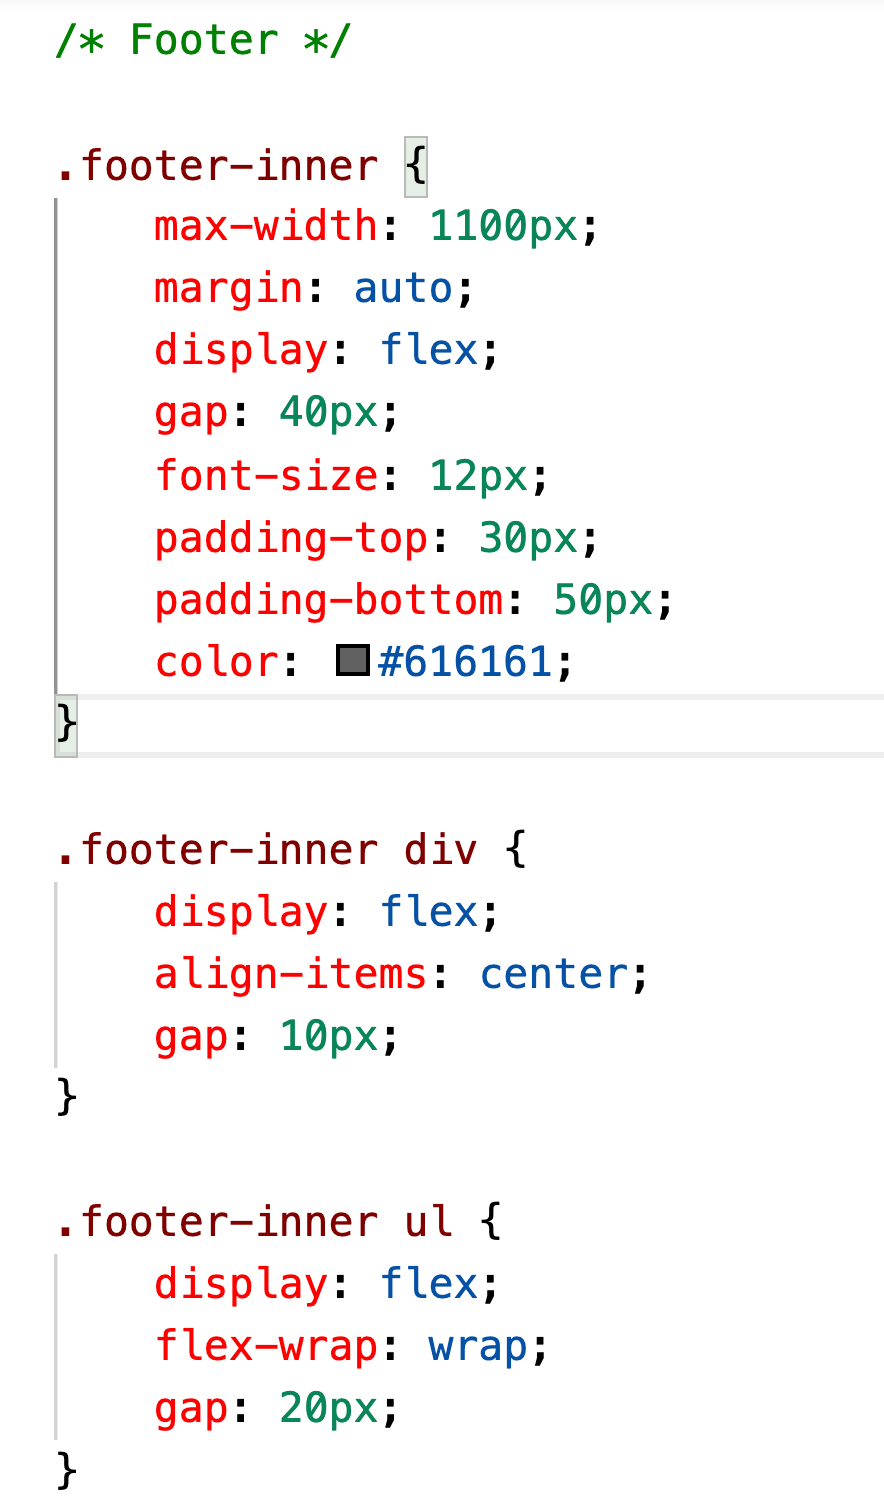 /* Footer */
.footer-inner {
    max-width: 1100px;
    margin: auto;
    display: flex;
    gap: 40px;
    font-size: 12px;
    padding-top: 30px;
    padding-bottom: 50px;
    color: #616161;
}
.footer-inner div {
    display: flex;
    align-items: center;
    gap: 10px;
}
.footer-inner ul {
    display: flex;
    flex-wrap: wrap;
    gap: 20px;
}